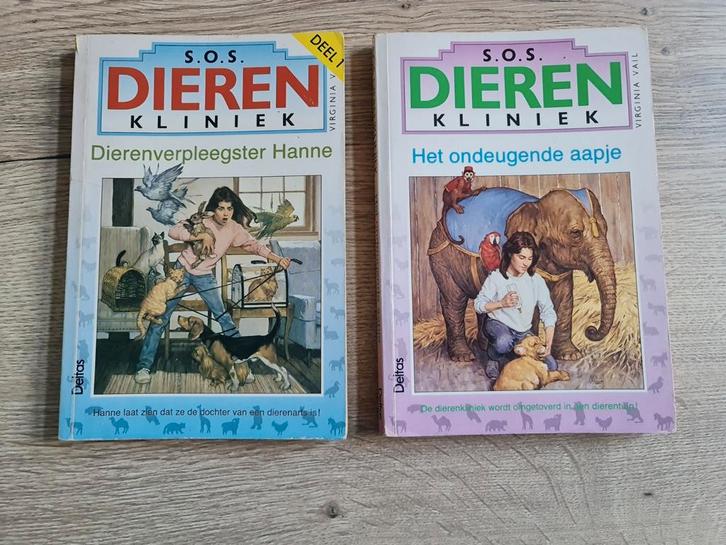 S.O.S.
DIEREN
KLINIEK
DEEL 1
VIRGINIA V
Dierenverpleegster Hanne
Deltas
Hanne laat zien dat ze de dochter van een dierenarts is!
S.O.S.
DIEREN
KLINIEK
VIRGINIA VAIL
Het ondeugende aapje
Deltas
De dierenkliniek wordt omgetoverd in een dierentuin!